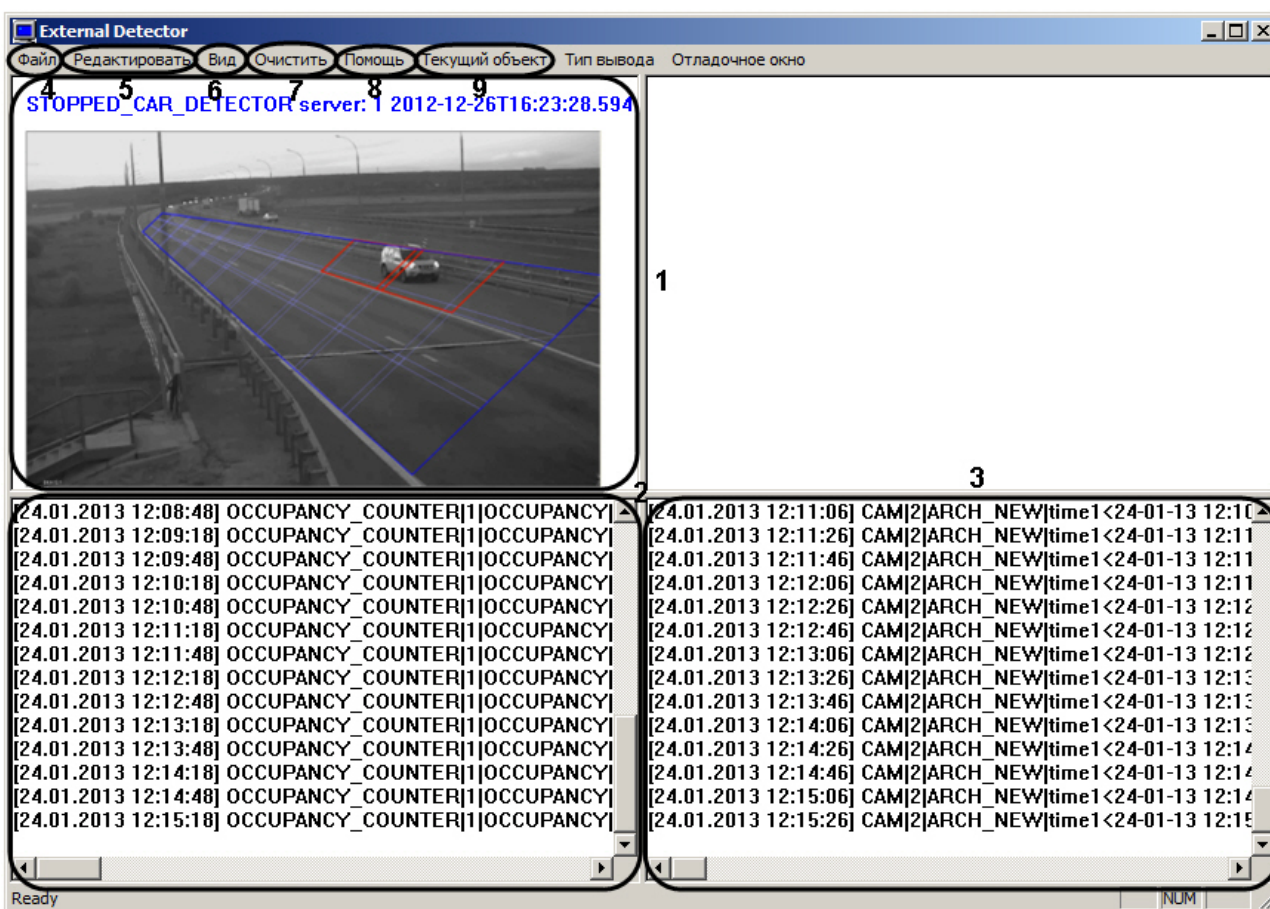 External Detector
Файл Редактировать Вид Очистить Помощь Текущий объект Тип вывода Отладочное окно
4 5 6 7 8 9
STOPPED_CAR_DETECTOR server: 1 2012-12-26T16:23:28.594
1
3
2
[24.01.2013 12:08:48] OCCUPANCY_COUNTER|1|OCCUPANCY|
[24.01.2013 12:09:18] OCCUPANCY_COUNTER|1|OCCUPANCY|
[24.01.2013 12:09:48] OCCUPANCY_COUNTER|1|OCCUPANCY|
[24.01.2013 12:10:18] OCCUPANCY_COUNTER|1|OCCUPANCY|
[24.01.2013 12:10:48] OCCUPANCY_COUNTER|1|OCCUPANCY|
[24.01.2013 12:11:18] OCCUPANCY_COUNTER|1|OCCUPANCY|
[24.01.2013 12:11:48] OCCUPANCY_COUNTER|1|OCCUPANCY|
[24.01.2013 12:12:18] OCCUPANCY_COUNTER|1|OCCUPANCY|
[24.01.2013 12:12:48] OCCUPANCY_COUNTER|1|OCCUPANCY|
[24.01.2013 12:13:18] OCCUPANCY_COUNTER|1|OCCUPANCY|
[24.01.2013 12:13:48] OCCUPANCY_COUNTER|1|OCCUPANCY|
[24.01.2013 12:14:18] OCCUPANCY_COUNTER|1|OCCUPANCY|
[24.01.2013 12:14:48] OCCUPANCY_COUNTER|1|OCCUPANCY|
[24.01.2013 12:15:18] OCCUPANCY_COUNTER|1|OCCUPANCY|
[24.01.2013 12:11:06] CAM|2|ARCH_NEW|time1<24-01-13 12:10
[24.01.2013 12:11:26] CAM|2|ARCH_NEW|time1<24-01-13 12:11
[24.01.2013 12:11:46] CAM|2|ARCH_NEW|time1<24-01-13 12:11
[24.01.2013 12:12:06] CAM|2|ARCH_NEW|time1<24-01-13 12:11
[24.01.2013 12:12:26] CAM|2|ARCH_NEW|time1<24-01-13 12:12
[24.01.2013 12:12:46] CAM|2|ARCH_NEW|time1<24-01-13 12:12
[24.01.2013 12:13:06] CAM|2|ARCH_NEW|time1<24-01-13 12:12
[24.01.2013 12:13:26] CAM|2|ARCH_NEW|time1<24-01-13 12:13
[24.01.2013 12:13:46] CAM|2|ARCH_NEW|time1<24-01-13 12:13
[24.01.2013 12:14:06] CAM|2|ARCH_NEW|time1<24-01-13 12:13
[24.01.2013 12:14:26] CAM|2|ARCH_NEW|time1<24-01-13 12:14
[24.01.2013 12:14:46] CAM|2|ARCH_NEW|time1<24-01-13 12:14
[24.01.2013 12:15:06] CAM|2|ARCH_NEW|time1<24-01-13 12:14
[24.01.2013 12:15:26] CAM|2|ARCH_NEW|time1<24-01-13 12:15
Ready NUM